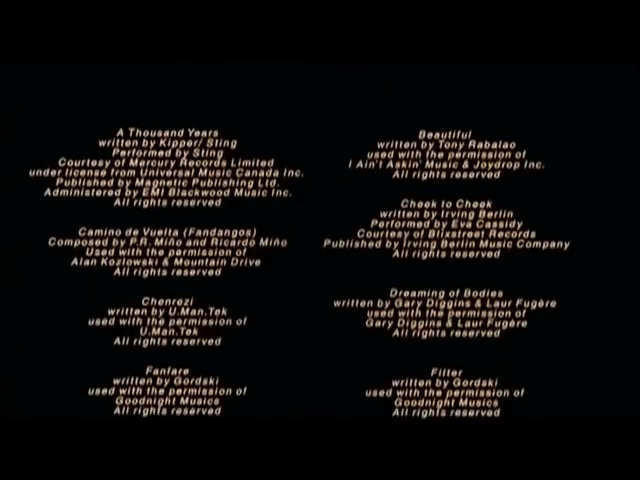 A Thousand Years
written by Kipper/ Sting
Performed by Sting
Courtesy of Mercury Records Limited
under license from Universal Music Canada Inc.
Published by Magnetic Publishing Ltd.
Administered by EMI Blackwood Music Inc.
All rights reserved
Camino de Vuelta (Fandangos)
Composed by P.R. Miño and Ricardo Miño
Used with the permission of
Alan Kozlowski & Mountain Drive
All rights reserved
Chenrezi
written by U.Man.Tek
used with the permission of
U.Man.Tek
All rights reserved
Fanfare
written by Gordski
used with the permission of
Goodnight Musics
All rights reserved
Beautiful
written by Tony Rabalao
used with the permission of
I Ain't Askin' Music & Joydrop Inc.
All rights reserved
Cheek to Cheek
written by Irving Berlin
Performed by Eva Cassidy
Courtesy of Blixstreet Records
Published by Irving Berlin Music Company
All rights reserved
Dreaming of Bodies
written by Gary Diggins & Laur Fugère
used with the permission of
Gary Diggins & Laur Fugère
All rights reserved
Filter
written by Gordski
used with the permission of
Goodnight Musics
All rights reserved